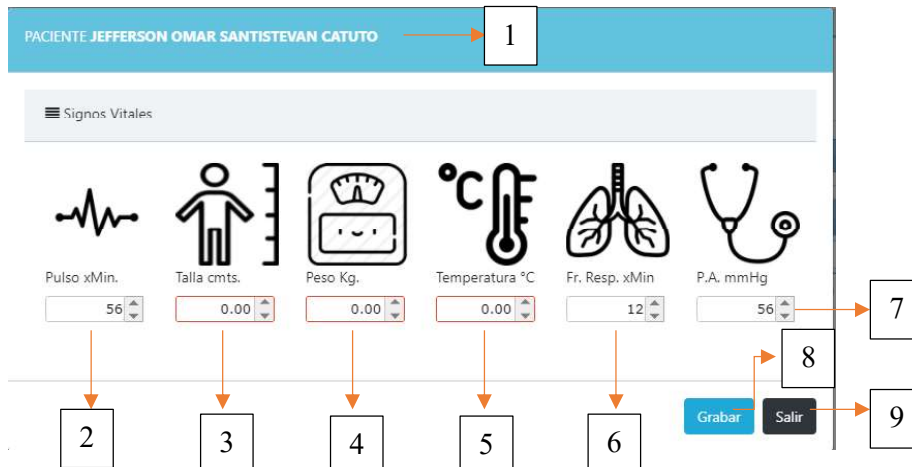 PACIENTE JEFFERSON OMAR SANTISTEVAN CATUTO
1
Signos Vitales
°C
Pulso xMin.
Talla cmts.
Peso Kg.
Temperatura °C
Fr. Resp. xMin
P.A. mmHg
56
0.00
0.00
0.00
12
56
7
8
Grabar
Salir
9
2
3
4
5
6